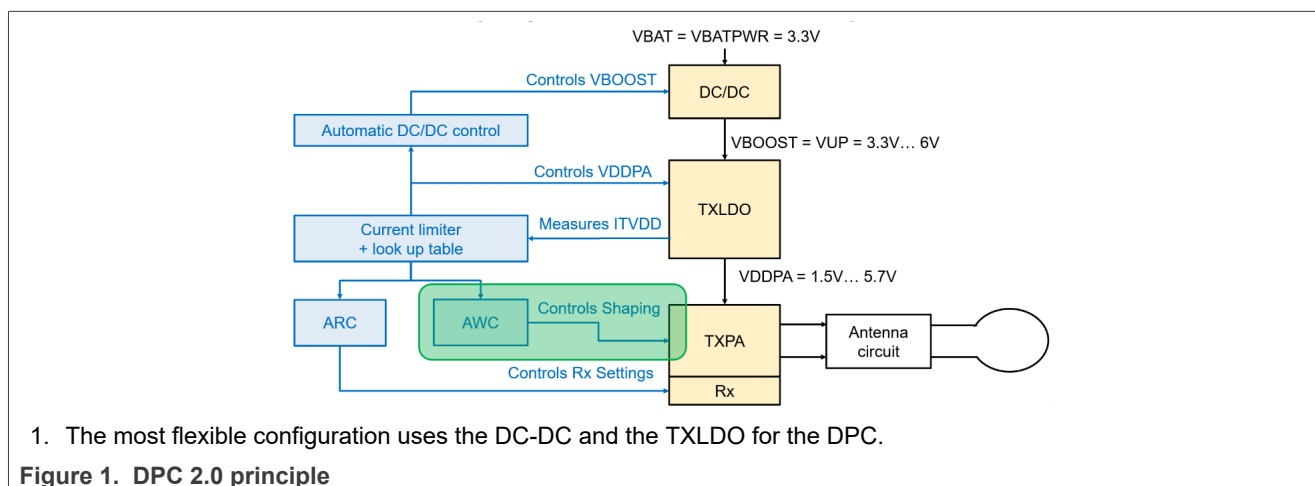 VBAT = VBATPWR = 3.3V
Controls VBOOST
DC/DC
Automatic DC/DC control
VBOOST = VUP = 3.3V… 6V
Controls VDDPA
TXLDO
Current limiter
+ look up table
Measures ITVDD
VDDPA = 1.5V… 5.7V
ARC
AWC
Controls Shaping
TXPA
Antenna
circuit
Controls Rx Settings
Rx
1. The most flexible configuration uses the DC-DC and the TXLDO for the DPC.
Figure 1. DPC 2.0 principle